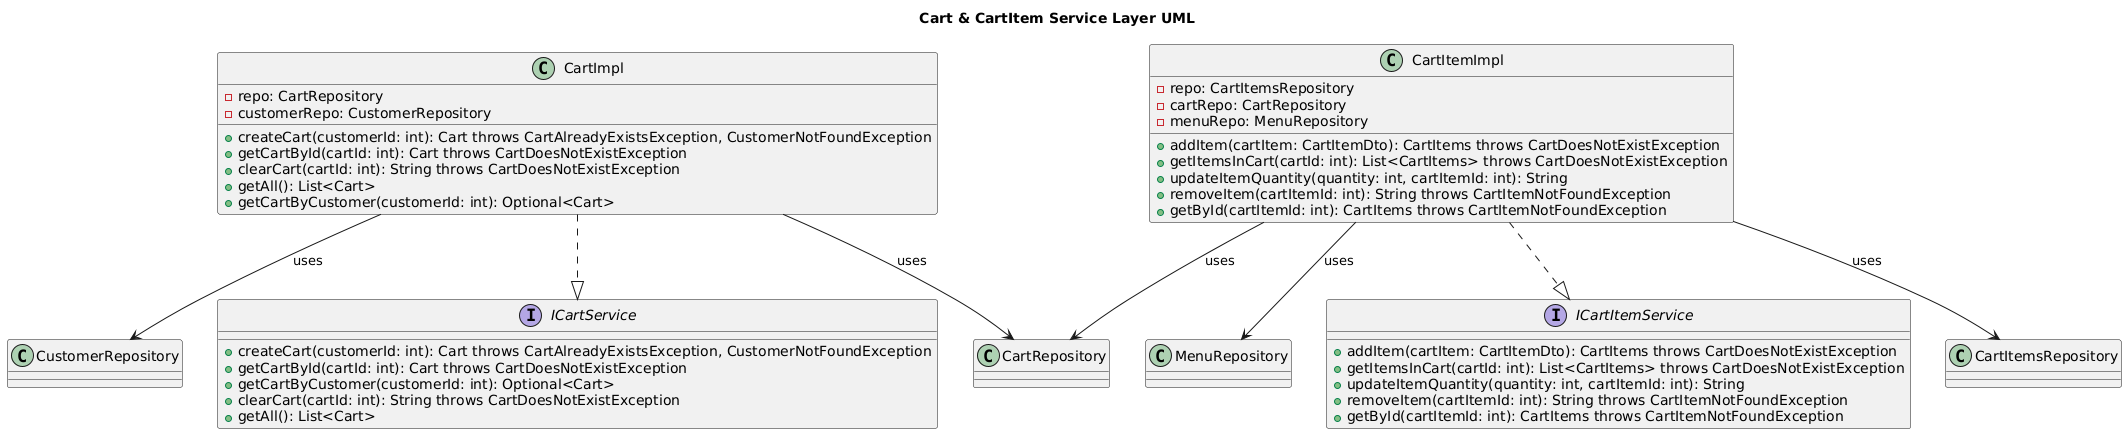 Cart & CartItem Service Layer UML
C CartImpl
repo: CartRepository
customerRepo: CustomerRepository
createCart(customerId: int): Cart throws CartAlreadyExistsException, CustomerNotFoundException
getCartById(cartId: int): Cart throws CartDoesNotExistException
clearCart(cartId: int): String throws CartDoesNotExistException
getAll(): List<Cart>
getCartByCustomer(customerId: int): Optional<Cart>
C CartItemImpl
repo: CartItemsRepository
cartRepo: CartRepository
menuRepo: MenuRepository
addItem(cartItem: CartItemDto): CartItems throws CartDoesNotExistException
getItemsInCart(cartId: int): List<CartItems> throws CartDoesNotExistException
updateItemQuantity(quantity: int, cartItemId: int): String
removeItem(cartItemId: int): String throws CartItemNotFoundException
getById(cartItemId: int): CartItems throws CartItemNotFoundException
uses
uses
uses
uses
uses
C CustomerRepository
I ICartService
createCart(customerId: int): Cart throws CartAlreadyExistsException, CustomerNotFoundException
getCartById(cartId: int): Cart throws CartDoesNotExistException
getCartByCustomer(customerId: int): Optional<Cart>
clearCart(cartId: int): String throws CartDoesNotExistException
getAll(): List<Cart>
C CartRepository
C MenuRepository
I ICartItemService
addItem(cartItem: CartItemDto): CartItems throws CartDoesNotExistException
getItemsInCart(cartId: int): List<CartItems> throws CartDoesNotExistException
updateItemQuantity(quantity: int, cartItemId: int): String
removeItem(cartItemId: int): String throws CartItemNotFoundException
getById(cartItemId: int): CartItems throws CartItemNotFoundException
C CartItemsRepository